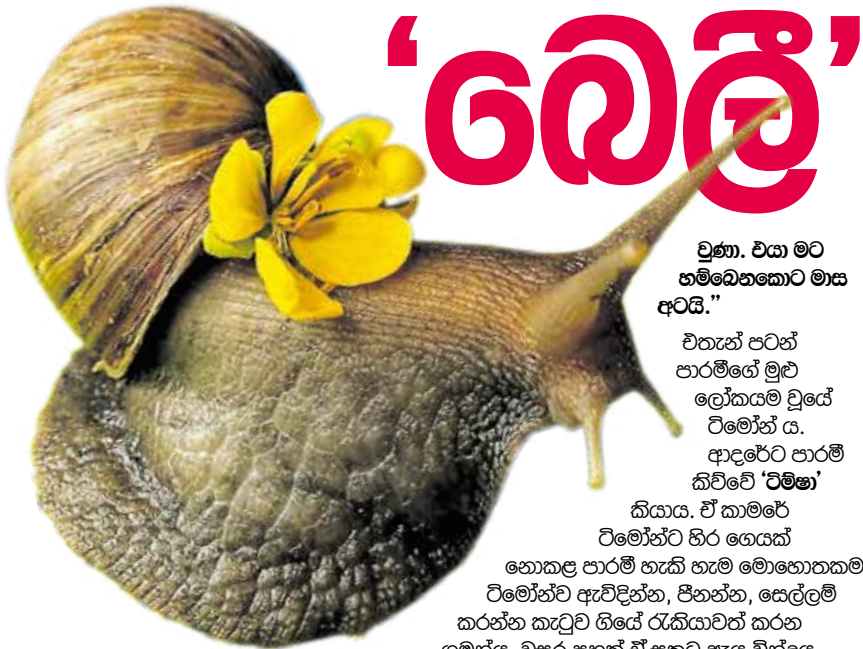 ‘බෙලී’
වුණා. එයා මට
හම්බෙනකොට මාස
අටයි.”
එතැන් පටන්
පාරමීගේ මුළු
ලෝකයම වූයේ
ටිමෝන් ය.
ආදරේට පාරමී
කිව්වේ ‘ටිම්ෂා’
කියාය. ඒ කාමරේ
ටිමෝන්ට හිර ගෙයක්
නොකළ පාරමී හැකි හැම මොහොතකම
ටිමෝන්ව ඇවිදින්න, පීනන්න, සෙල්ලම්
කරන්න කැටුව ගියේ රැකියාවත් කරන